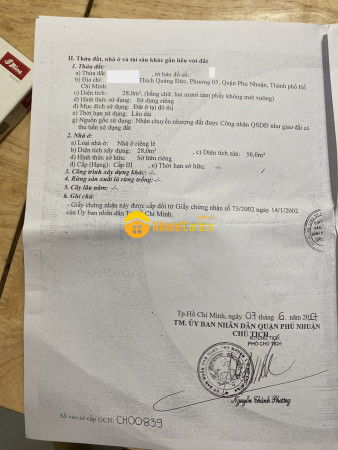 II. Thửa đất, nhà ở và tài sản khác gắn liền với đất
1. Thửa đất:
a) Thửa đất , tờ bản đồ số:
b) Địa chỉ: Thích Quảng Đức, Phường 05, Quận Phú Nhuận, Thành phố Hồ
Chí Minh
c) Diện tích: 28,0m², (bằng chữ: hai mươi tám phẩy không mét vuông)
d) Hình thức sử dụng: Sử dụng riêng
đ) Mục đích sử dụng: Đất ở tại đô thị
e) Thời hạn sử dụng: Lâu dài
g) Nguồn gốc sử dụng: Nhận chuyển nhượng đất được Công nhận QSDĐ như giao đất có
thu tiền sử dụng đất
2. Nhà ở:
a) Loại nhà ở: Nhà ở riêng lẻ
b) Diện tích xây dựng: 28,0m² , c) Diện tích sàn: 56,0m²
d) Hình thức sở hữu: Sở hữu riêng
đ) Cấp (Hạng): Cấp III , e) Thời hạn sở hữu: -/-
3. Công trình xây dựng khác: -/-
4. Rừng sản xuất là rừng trồng: -/-
5. Cây lâu năm: -/-
6. Ghi chú:
- Giấy chứng nhận này được cấp đổi từ Giấy chứng nhận số 75/2002 ngày 14/1/2002
của Ủy ban nhân dân Chí Minh.
Tp.Hồ Chí Minh, ngày 07 tháng 6 năm
TM. ỦY BAN NHÂN DÂN QUẬN PHÚ NHUẬN
CHỦ TỊCH
KT.CHỦ TỊCH
PHÓ CHỦ TỊCH
Nguyễn Thành Phương
Số vào sổ cấp GCN: CH00839